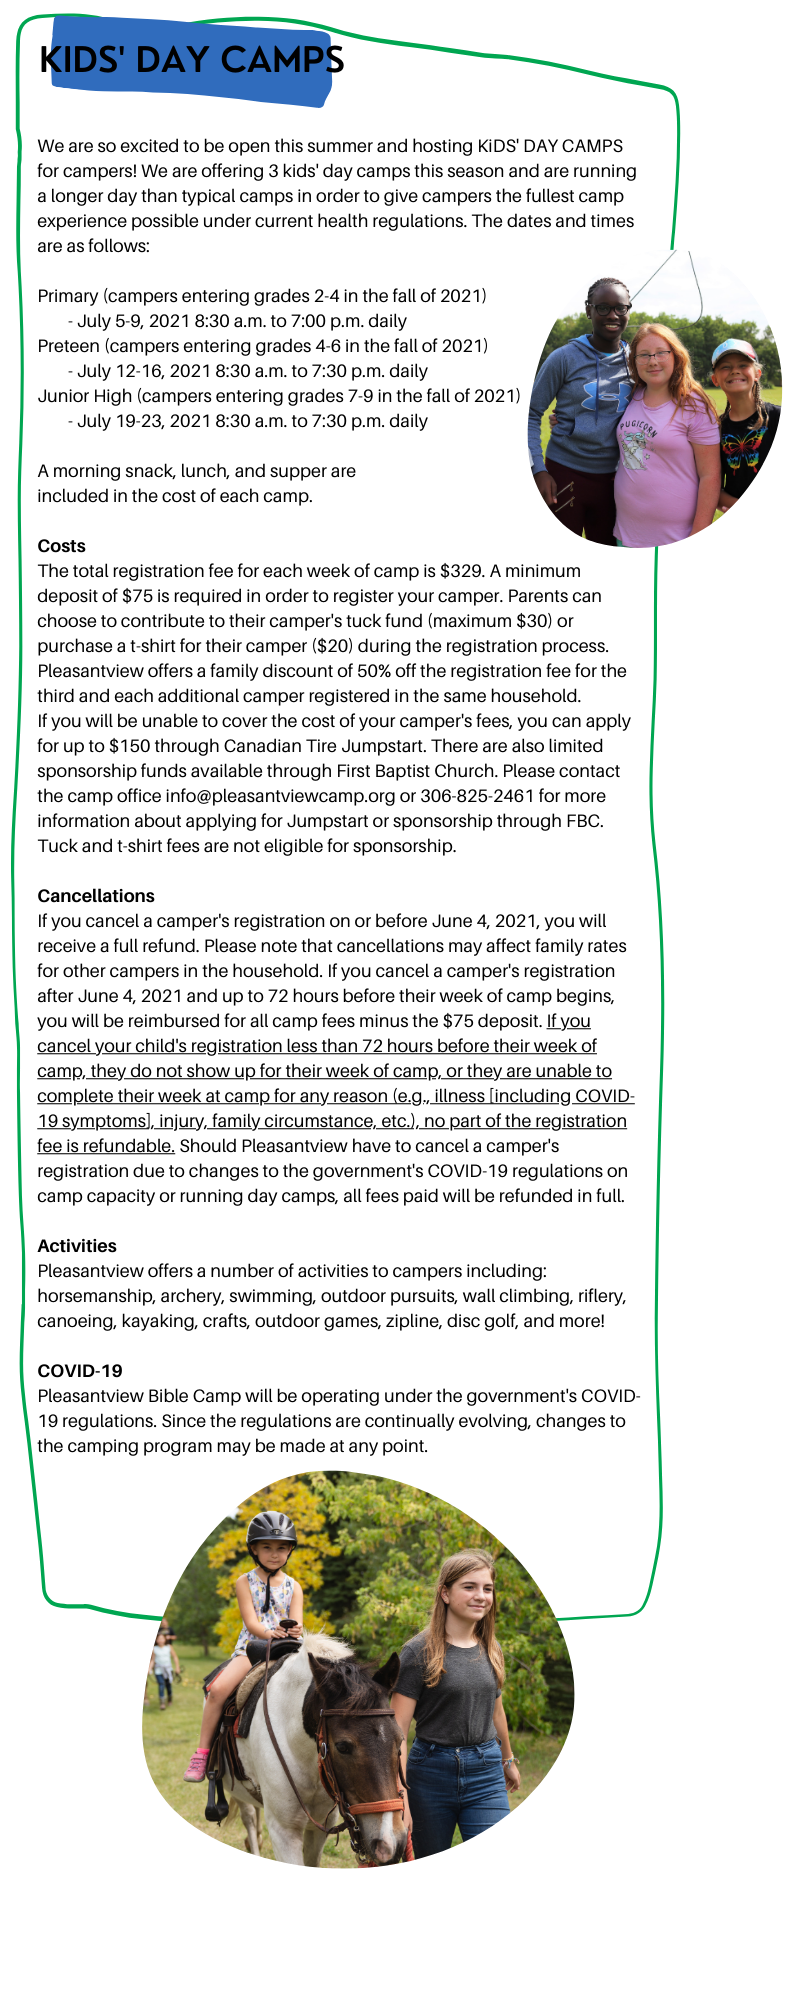 KIDS' DAY CAMPS
We are so excited to be open this summer and hosting KiDS' DAY CAMPS
for campers! We are offering 3 kids' day camps this season and are running
a longer day than typical camps in order to give campers the fullest camp
experience possible under current health regulations. The dates and times
are as follows:
Primary (campers entering grades 2-4 in the fall of 2021)
- July 5-9, 2021 8:30 a.m. to 7:00 p.m. daily
Preteen (campers entering grades 4-6 in the fall of 2021)
- July 12-16, 2021 8:30 a.m. to 7:30 p.m. daily
Junior High (campers entering grades 7-9 in the fall of 2021)
- July 19-23, 2021 8:30 a.m. to 7:30 p.m. daily
PUGICORN
A morning snack, lunch, and supper are
included in the cost of each camp.
Costs
The total registration fee for each week of camp is $329. A minimum
deposit of $75 is required in order to register your camper. Parents can
choose to contribute to their camper's tuck fund (maximum $30) or
purchase a t-shirt for their camper ($20) during the registration process.
Pleasantview offers a family discount of 50% off the registration fee for the
third and each additional camper registered in the same household.
If you will be unable to cover the cost of your camper's fees, you can apply
for up to $150 through Canadian Tire Jumpstart. There are also limited
sponsorship funds available through First Baptist Church. Please contact
the camp office info@pleasantviewcamp.org or 306-825-2461 for more
information about applying for Jumpstart or sponsorship through FBC.
Tuck and t-shirt fees are not eligible for sponsorship.
Cancellations
If you cancel a camper's registration on or before June 4, 2021, you will
receive a full refund. Please note that cancellations may affect family rates
for other campers in the household. If you cancel a camper's registration
after June 4, 2021 and up to 72 hours before their week of camp begins,
you will be reimbursed for all camp fees minus the $75 deposit. If you
cancel your child's registration less than 72 hours before their week of
camp, they do not show up for their week of camp, or they are unable to
complete their week at camp for any reason (e.g., illness [including COVID-
19 symptoms], injury, family circumstance, etc.), no part of the registration
fee is refundable. Should Pleasantview have to cancel a camper's
registration due to changes to the government's COVID-19 regulations on
camp capacity or running day camps, all fees paid will be refunded in full.
Activities
Pleasantview offers a number of activities to campers including:
horsemanship, archery, swimming, outdoor pursuits, wall climbing, riflery,
canoeing, kayaking, crafts, outdoor games, zipline, disc golf, and more!
COVID-19
Pleasantview Bible Camp will be operating under the government's COVID-
19 regulations. Since the regulations are continually evolving, changes to
the camping program may be made at any point.